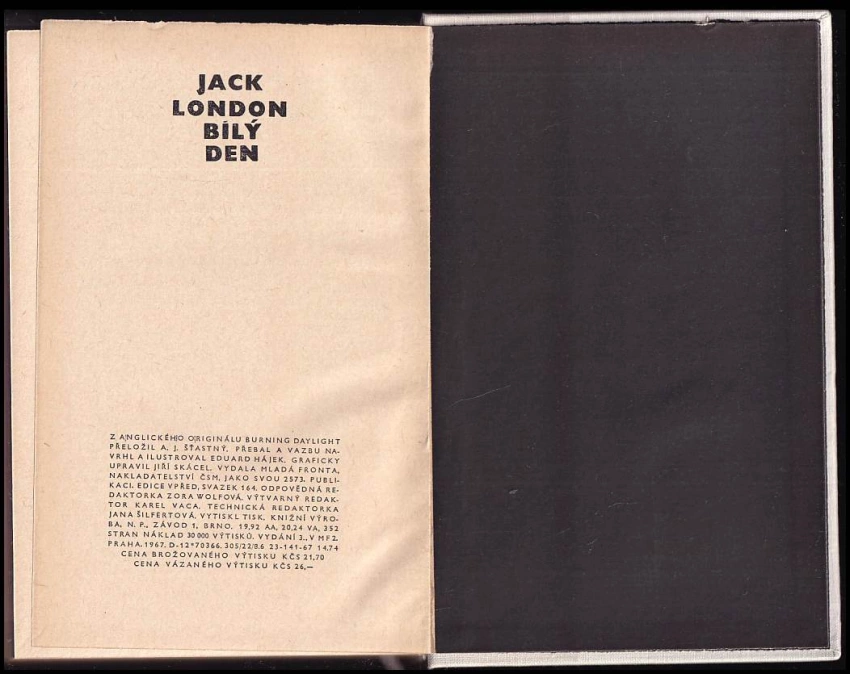 JACK
LONDON
BÍLÝ
DEN
Z ANGLICKÉHO ORIGINÁLU BURNING DAYLIGHT
PŘELOŽIL A. J. ŠŤASTNÝ. PŘEBAL A VAZBU NA-
VRHL A ILUSTROVAL EDUARD HÁJEK. GRAFICKY
UPRAVIL JIŘÍ SKÁCEL. VYDALA MLADÁ FRONTA,
NAKLADATELSTVÍ ČSM, JAKO SVOU 2573. PUBLI-
KACI. EDICE VPŘED, SVAZEK 164. ODPOVĚDNÁ RE-
DAKTORKA ZORA WOLFOVÁ. VÝTVARNÝ REDAK-
TOR KAREL VACA. TECHNICKÁ REDAKTORKA
JANA ŠILFERTOVÁ. VYTISKL TISK, KNIŽNÍ VÝRO-
BA, N. P., ZÁVOD 1, BRNO. 19,92 AA, 20,24 VA, 352
STRAN NÁKLAD 30 000 VÝTISKŮ. VYDÁNÍ 3., V MF 2.
PRAHA. 1967. D-12*70366. 305/22/8.6 23-141-67 14.74
CENA BROŽOVANÉHO VÝTISKU KČS 21,70
CENA VÁZANÉHO VÝTISKU KČS 26,—